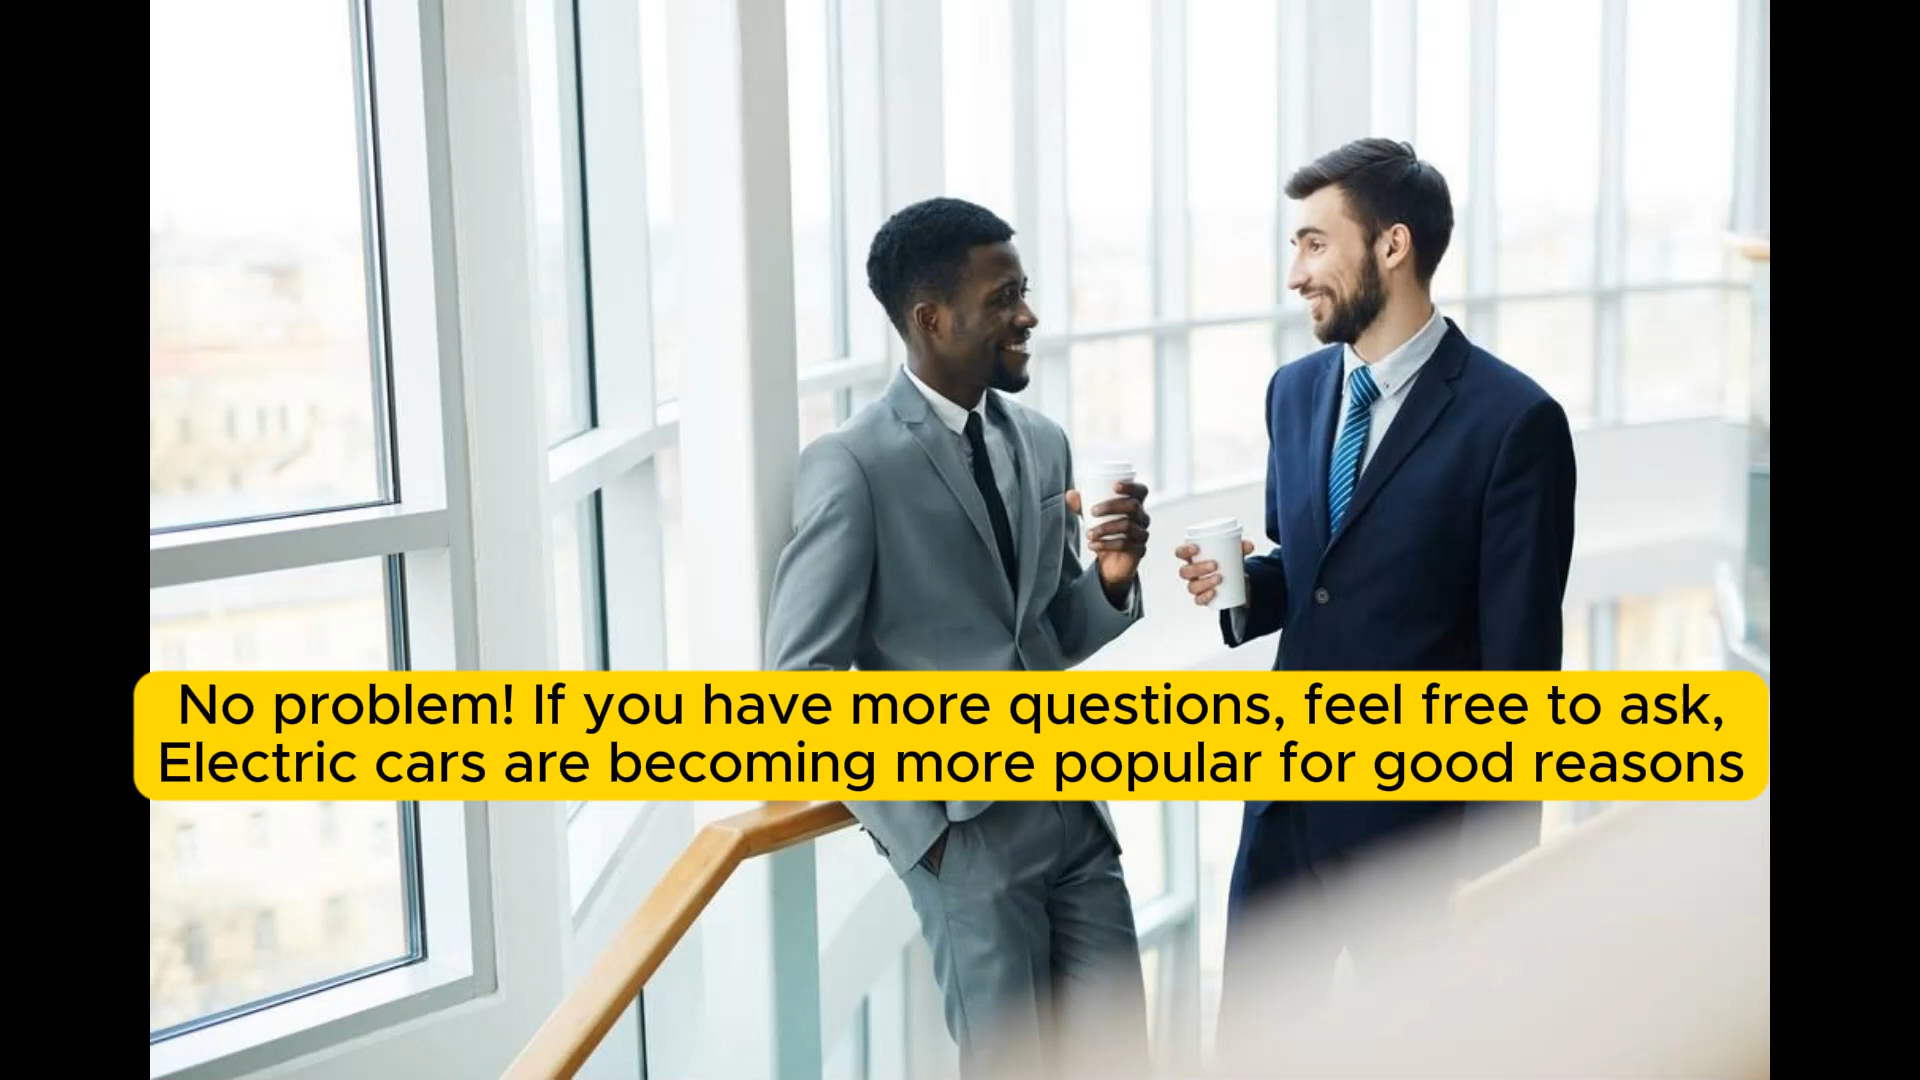 No problem! If you have more questions, feel free to ask,
Electric cars are becoming more popular for good reasons